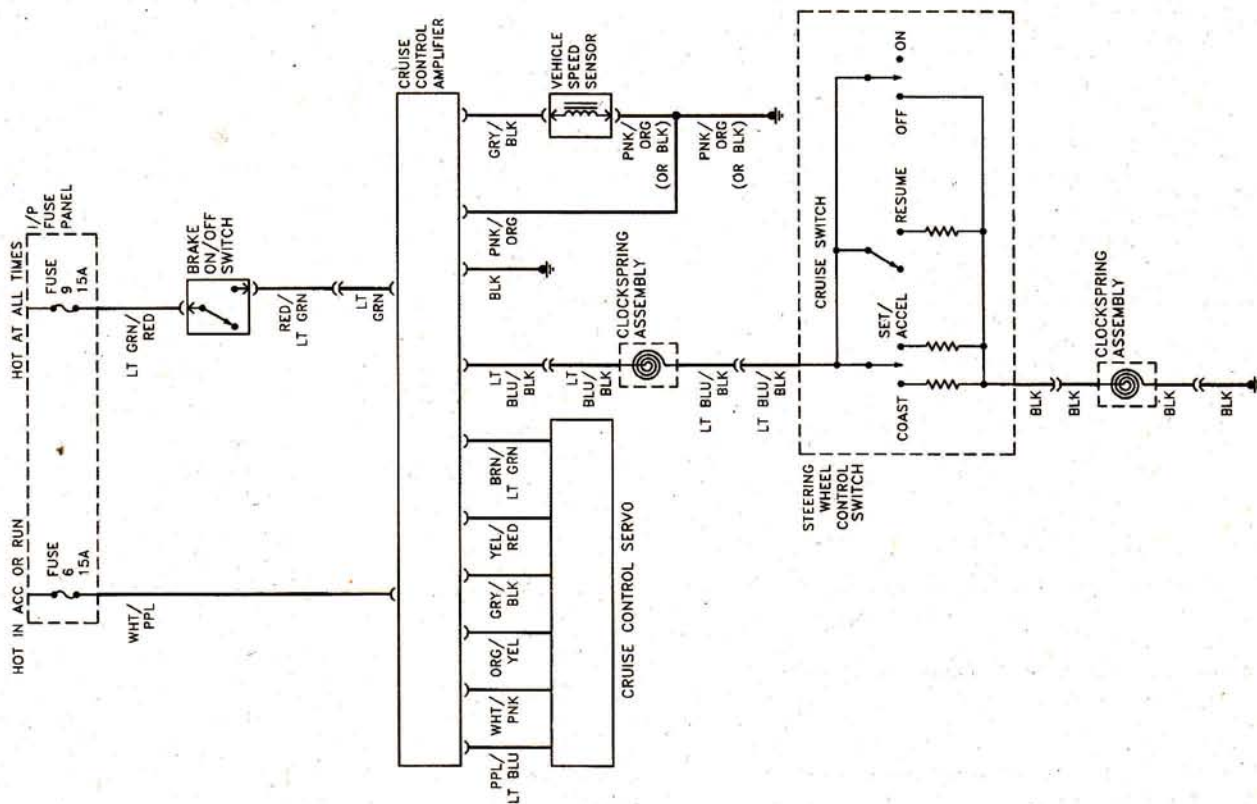 HOT IN ACC OR RUN
HOT AT ALL TIMES
I/P
FUSE
PANEL
FUSE
6
15A
FUSE
9
15A
WHT/
PPL
LT GRN/
RED
BRAKE
ON/OFF
SWITCH
RED/
LT GRN
LT
GRN
CRUISE
CONTROL
AMPLIFIER
PPL/
LT BLU
WHT/
PNK
ORG/
YEL
GRY/
BLK
YEL/
RED
BRN/
LT GRN
LT
BLU/
BLK
BLK
PNK/
ORG
GRY/
BLK
CRUISE CONTROL SERVO
LT
BLU/
BLK
CLOCKSPRING
ASSEMBLY
VEHICLE
SPEED
SENSOR
PNK/
ORG
(OR BLK)
PNK/
ORG
(OR BLK)
LT BLU/
BLK
LT BLU/
BLK
STEERING
WHEEL
CONTROL
SWITCH
CRUISE SWITCH
COAST
SET/
ACCEL
RESUME
OFF
ON
BLK
BLK
CLOCKSPRING
ASSEMBLY
BLK
BLK